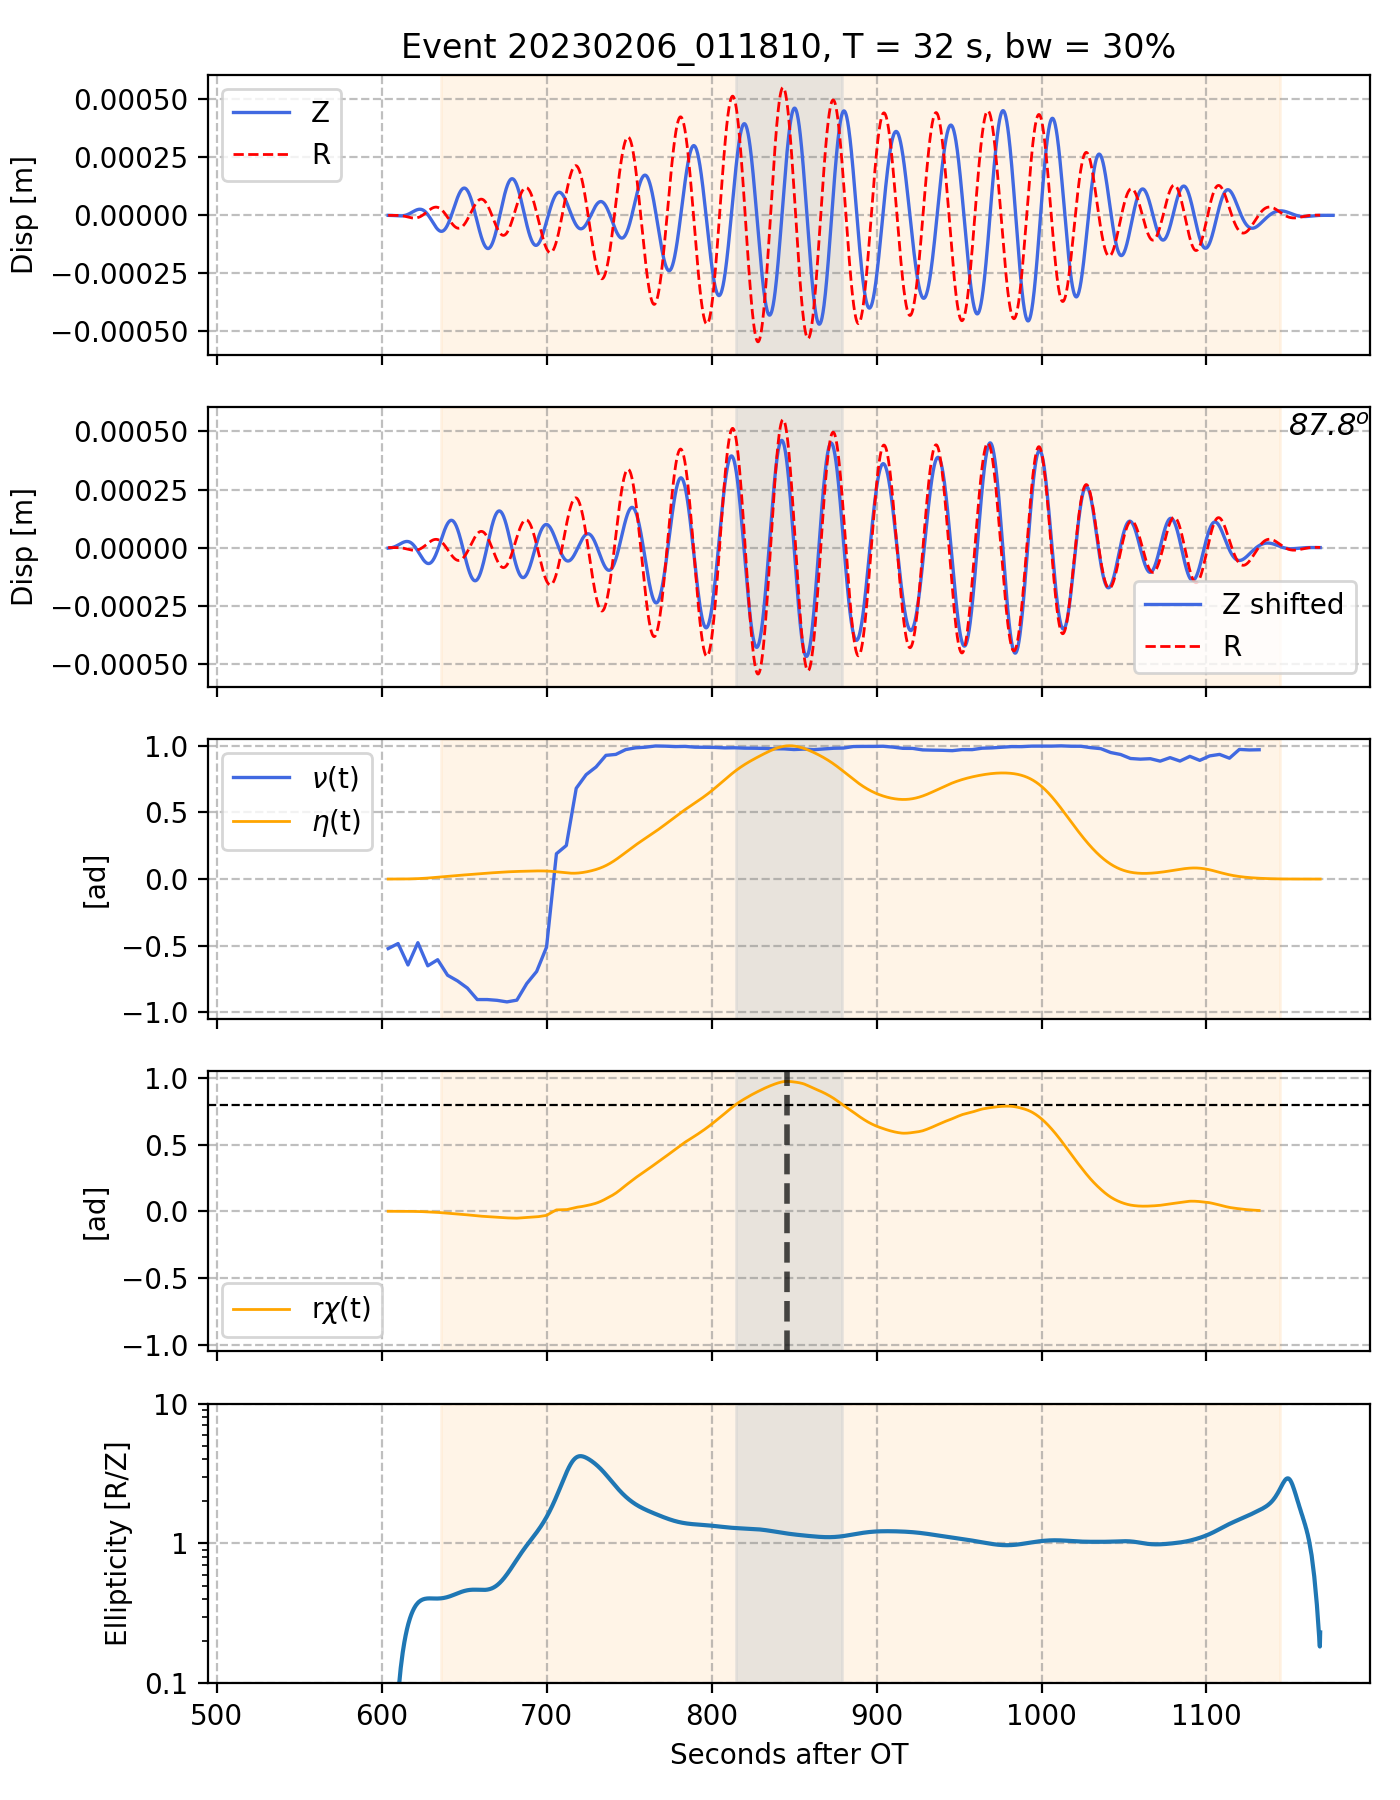 Event 20230206_011810, T = 32 s, bw = 30%
0.00050
0.00025
0.00000
−0.00025
−0.00050
Disp [m]
Z
R
0.00050
0.00025
0.00000
−0.00025
−0.00050
Disp [m]
87.8º
Z shifted
R
1.0
0.5
0.0
−0.5
−1.0
[ad]
ν(t)
η(t)
1.0
0.5
0.0
−0.5
−1.0
[ad]
rχ(t)
10
1
0.1
Ellipticity [R/Z]
500 600 700 800 900 1000 1100
Seconds after OT